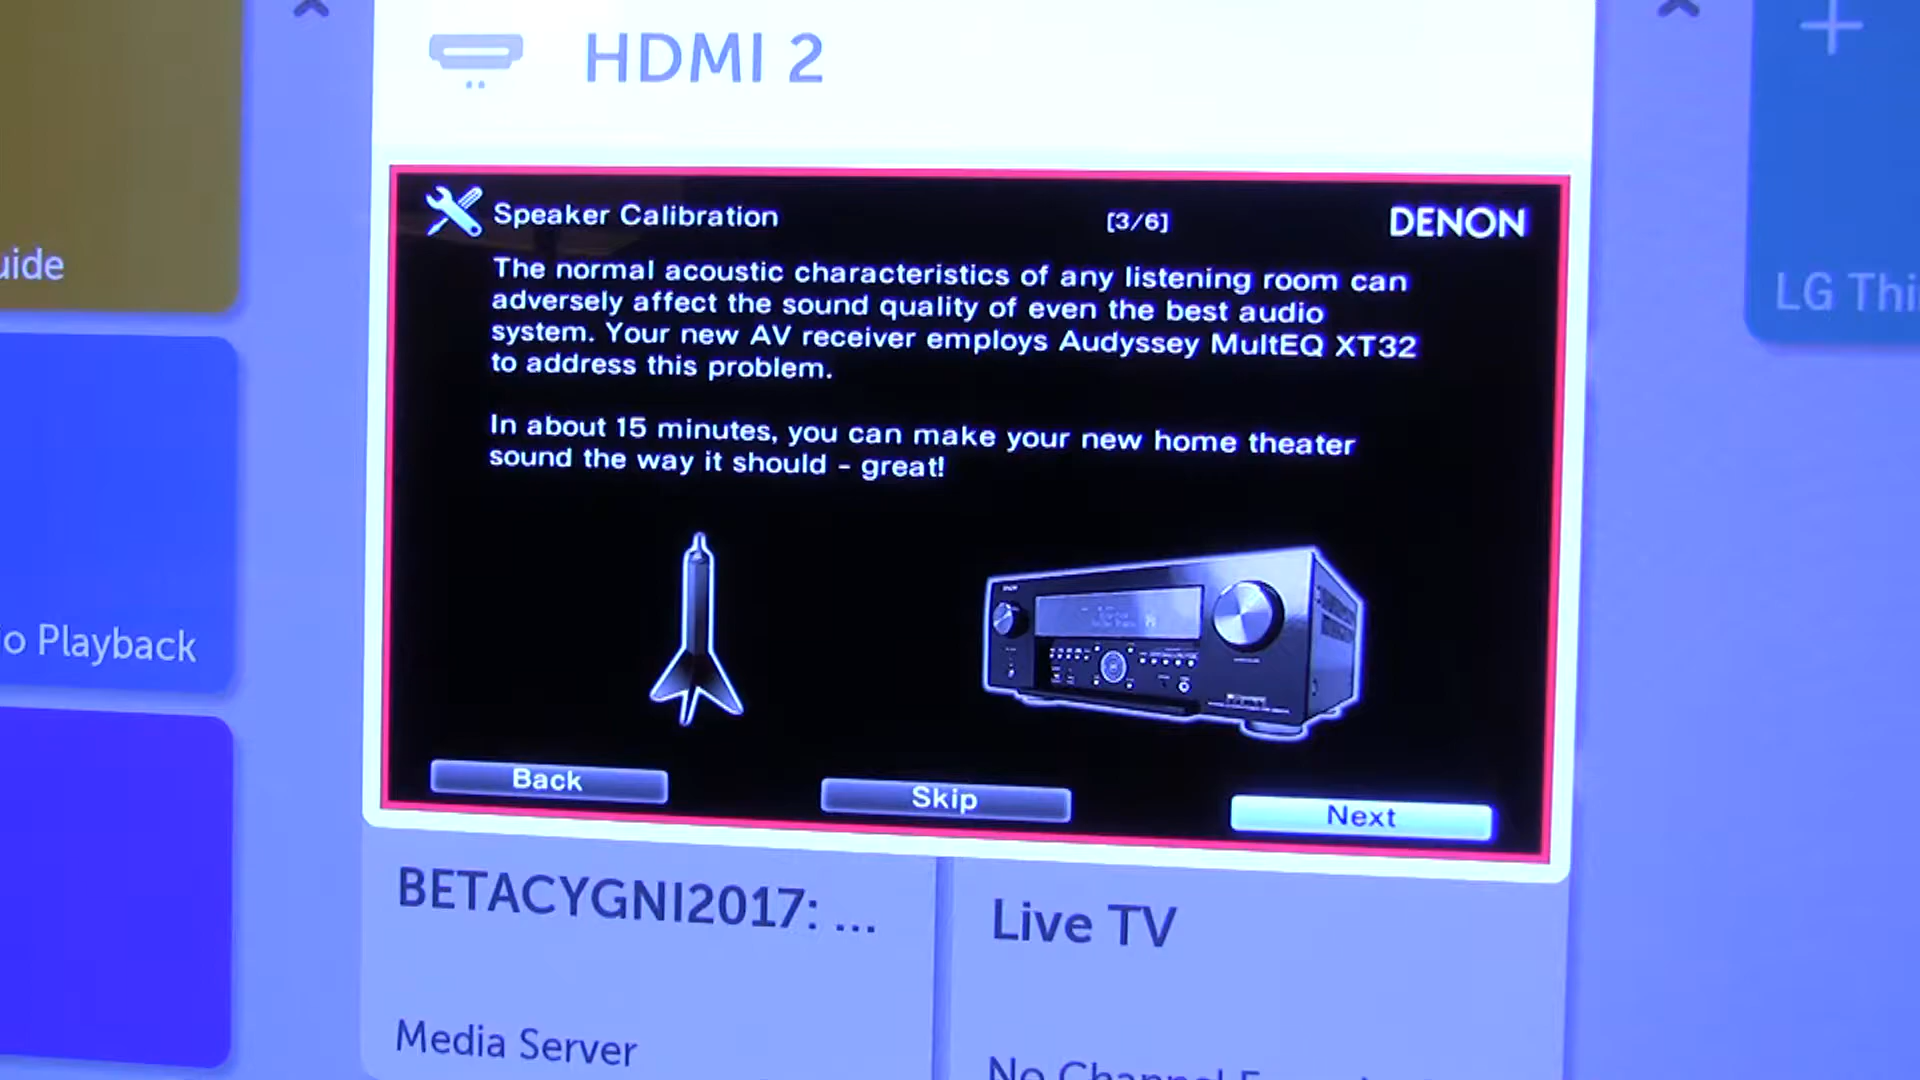 HDMI 2
Speaker Calibration
[3/6]
DENON
The normal acoustic characteristics of any listening room can
adversely affect the sound quality of even the best audio
system. Your new AV receiver employs Audyssey MultEQ XT32
to address this problem.
In about 15 minutes, you can make your new home theater
sound the way it should - great!
Back
Skip
Next
uide
o Playback
LG Thi
BETACYGNI2017: ...
Media Server
Live TV
No Channel